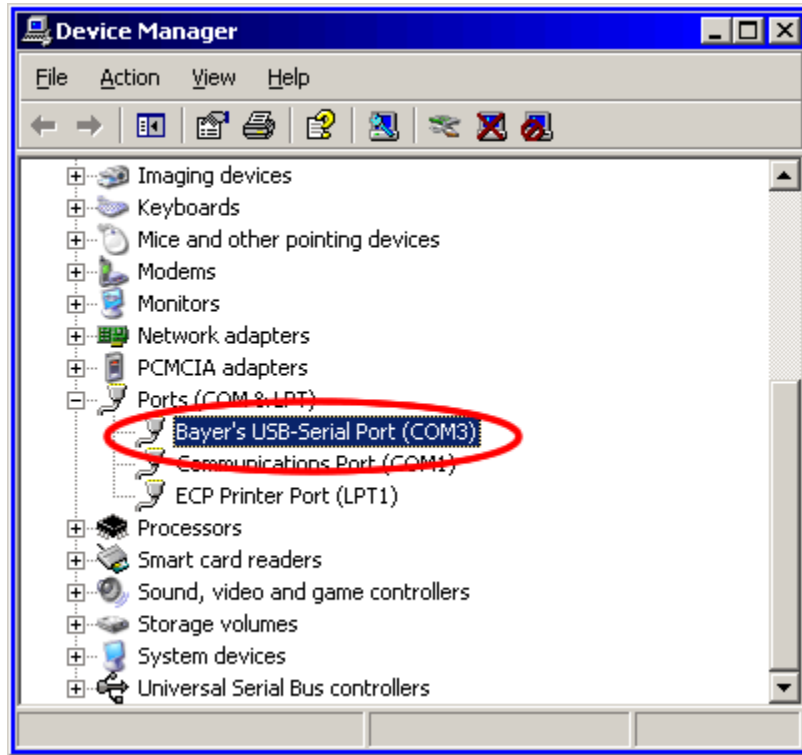 Device Manager
File Action View Help
Imaging devices
Keyboards
Mice and other pointing devices
Modems
Monitors
Network adapters
PCMCIA adapters
Ports (COM & LPT)
Bayer's USB-Serial Port (COM3)
Communications Port (COM1)
ECP Printer Port (LPT1)
Processors
Smart card readers
Sound, video and game controllers
Storage volumes
System devices
Universal Serial Bus controllers